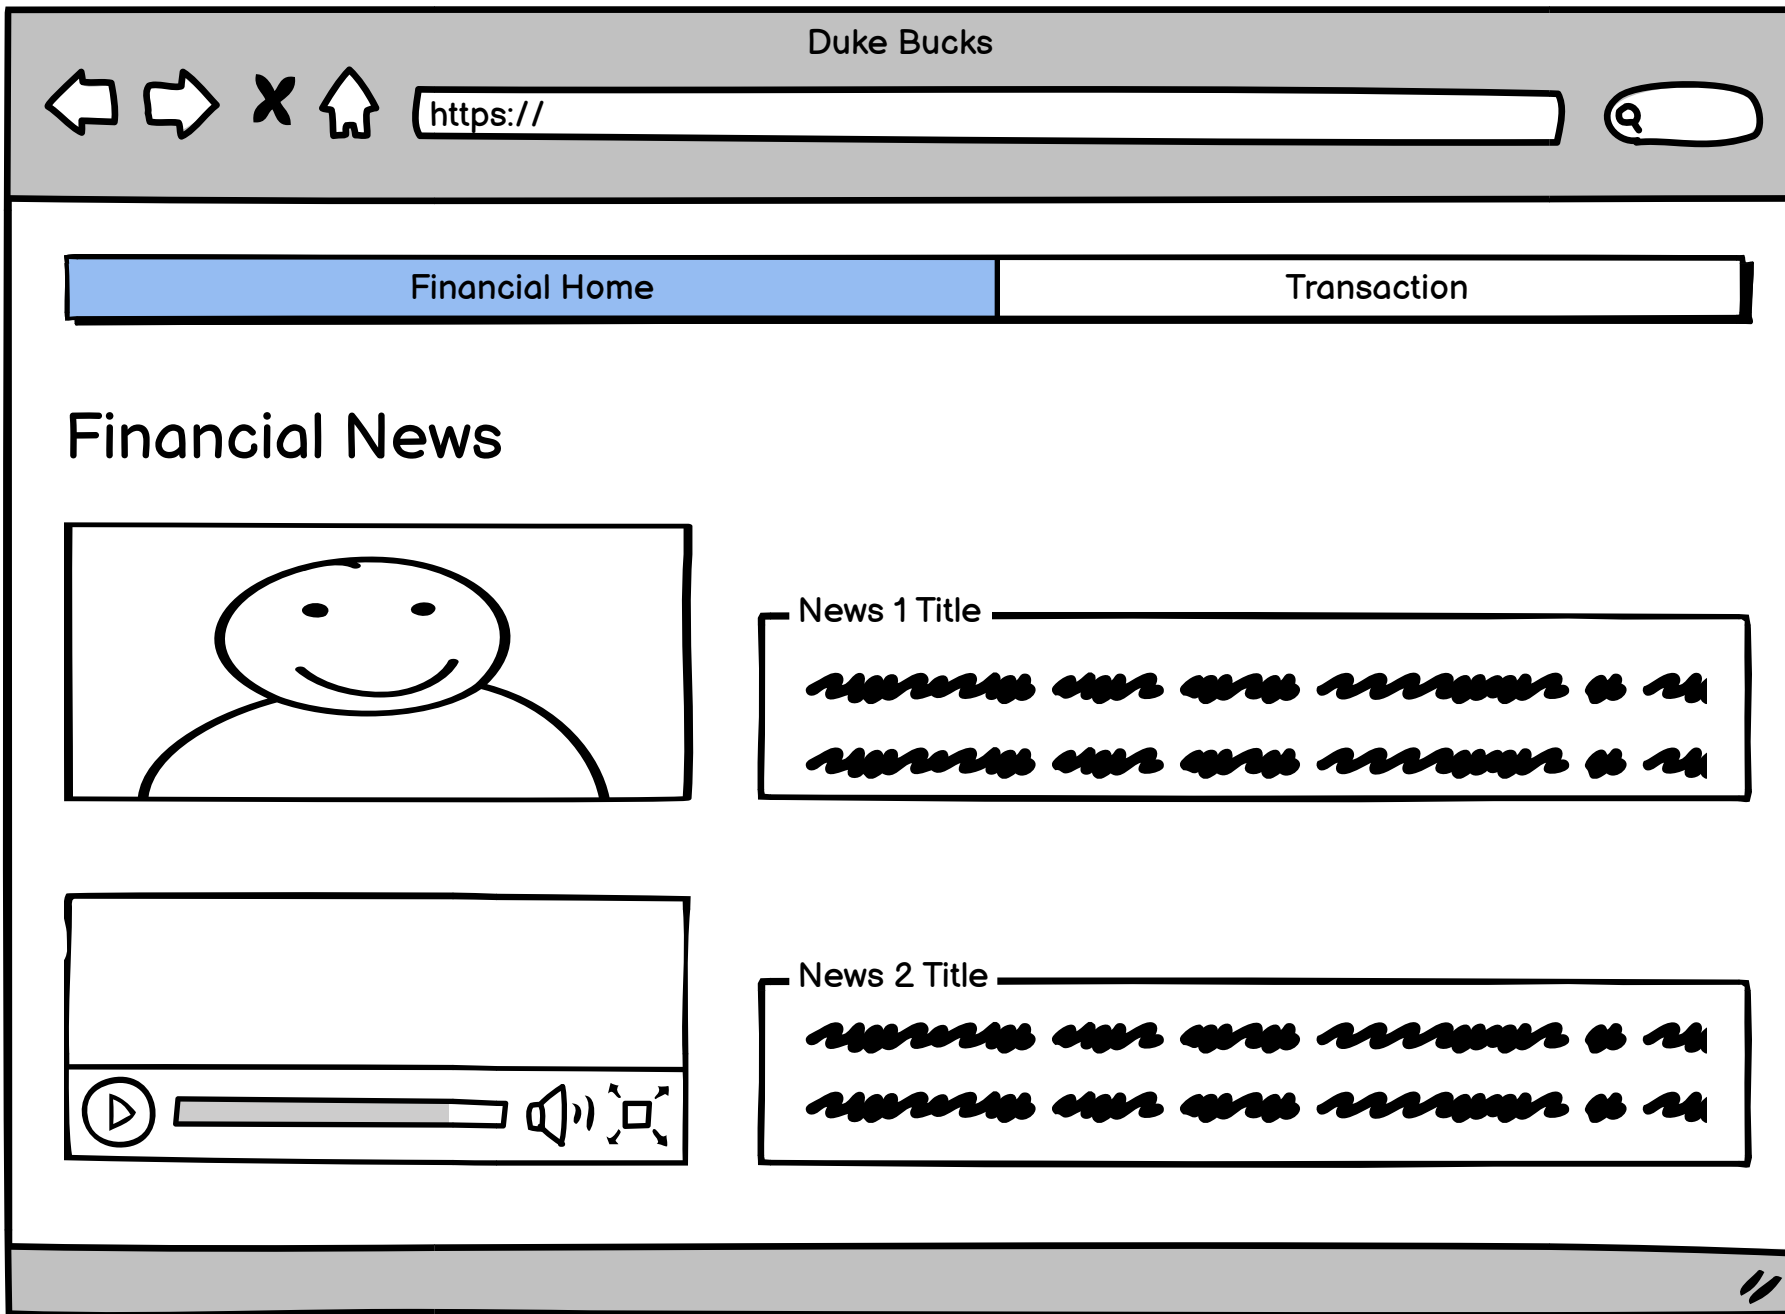 Duke Bucks
https://
Financial Home
Transaction
Financial News
News 1 Title
News 2 Title